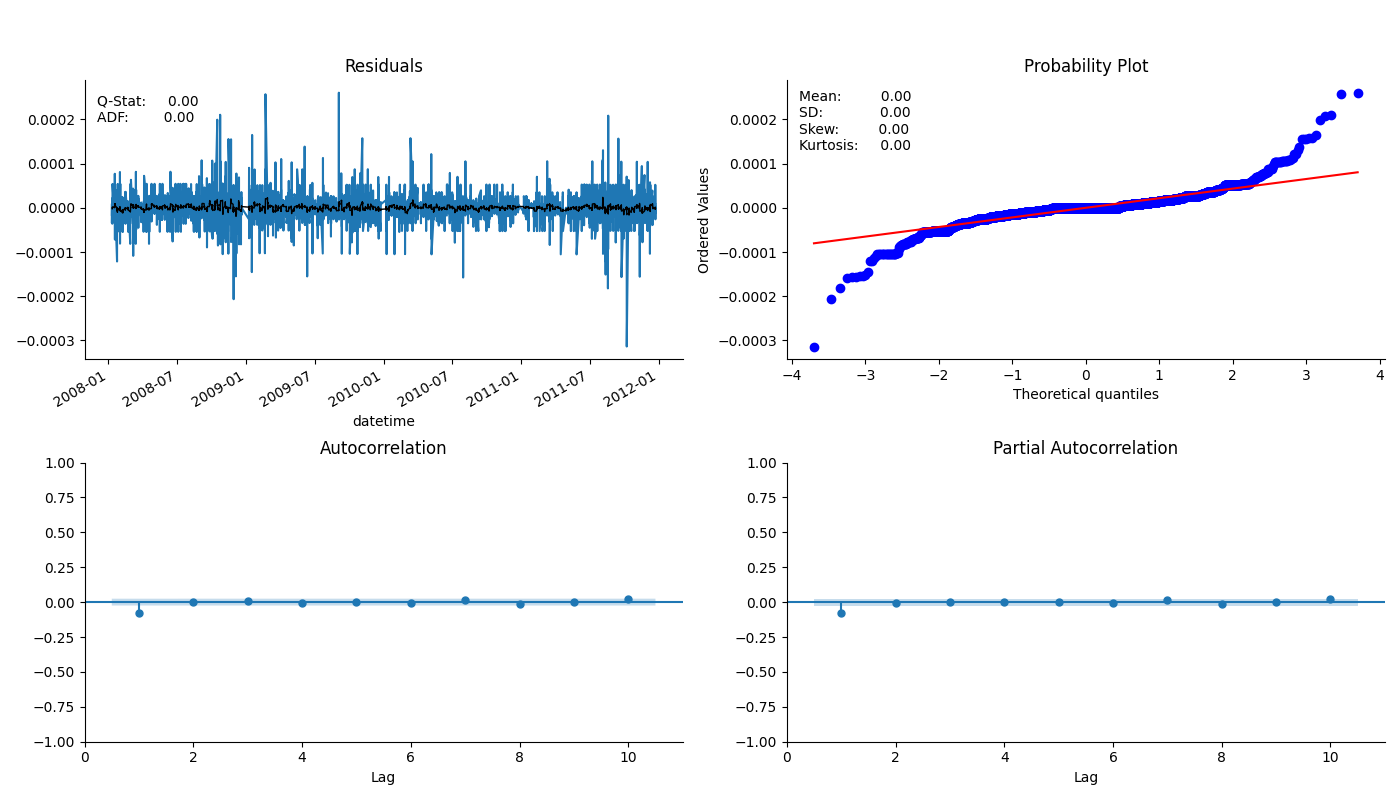 Residuals
Q-Stat: 0.00
ADF: 0.00
0.0002
0.0001
0.0000
−0.0001
−0.0002
−0.0003
2008-01
2008-07
2009-01
2009-07
2010-01
2010-07
2011-01
2011-07
2012-01
datetime
Probability Plot
Mean: 0.00
SD: 0.00
Skew: 0.00
Kurtosis: 0.00
Ordered Values
0.0002
0.0001
0.0000
−0.0001
−0.0002
−0.0003
−4 −3 −2 −1 0 1 2 3 4
Theoretical quantiles
Autocorrelation
1.00
0.75
0.50
0.25
0.00
−0.25
−0.50
−0.75
−1.00
0 2 4 6 8 10
Lag
Partial Autocorrelation
1.00
0.75
0.50
0.25
0.00
−0.25
−0.50
−0.75
−1.00
0 2 4 6 8 10
Lag